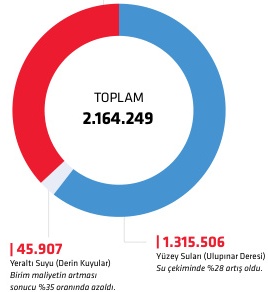 TOPLAM
2.164.249
| 45.907
Yeraltı Suyu (Derin Kuyular)
Birim maliyetin artması
sonucu %35 oranında azaldı.
| 1.315.506
Yüzey Suları (Ulupınar Deresi)
Su çekiminde %28 artış oldu.